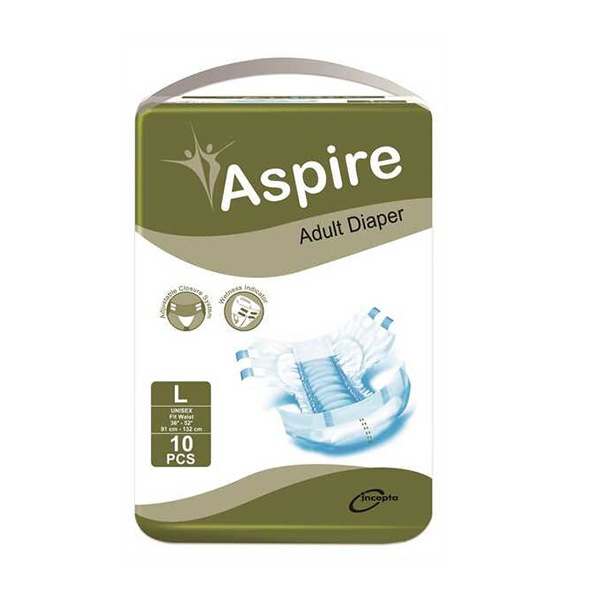 Aspire
Adult Diaper
Adjustable Closure System
Wetness Indicator
L
UNISEX
Fit Waist
36" - 52"
91 cm - 132 cm
10
PCS
incepta